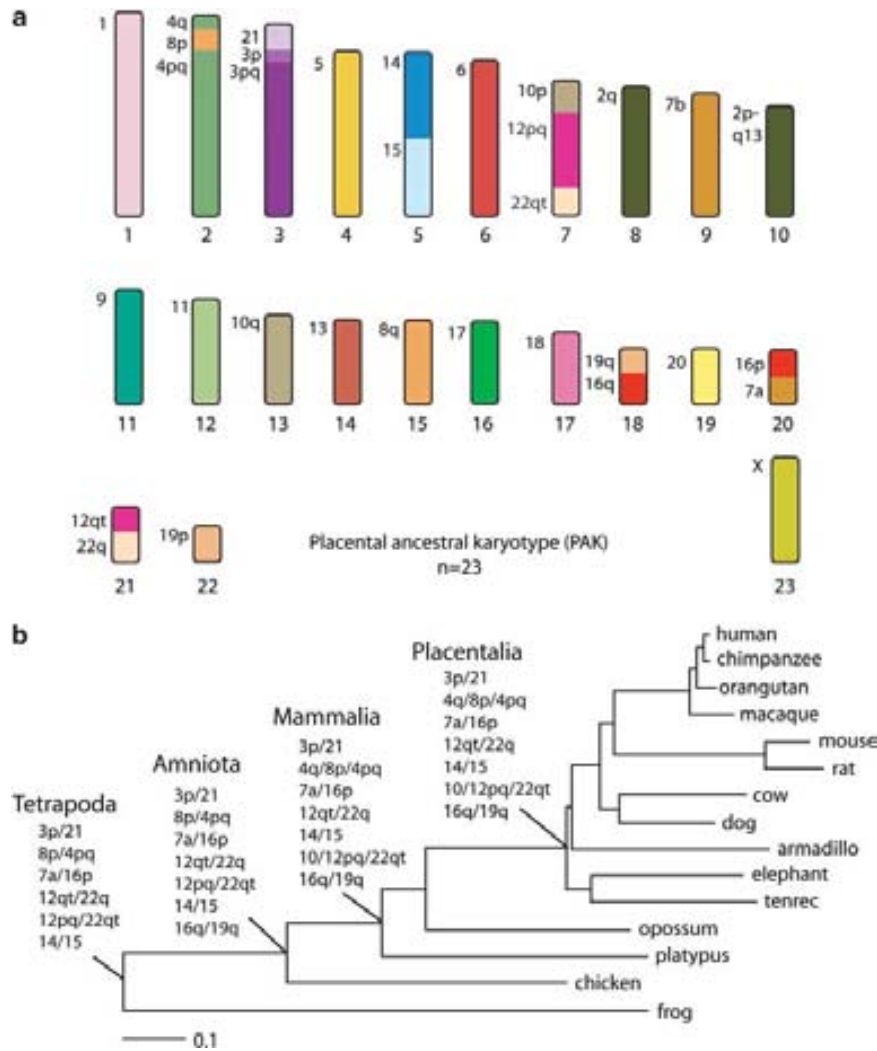 a
1
4q
8p
4pq
21
3p
3pq
5
14
15
6
10p
12pq
22qt
2q
7b
2p-
q13
1 2 3 4 5 6 7 8 9 10
9
11
10q
13
8q
17
18
19q
16q
20
16p
7a
11 12 13 14 15 16 17 18 19 20
12qt
22q
19p
X
Placental ancestral karyotype (PAK)
n=23
21 22 23
b
Tetrapoda
3p/21
8p/4pq
7a/16p
12qt/22q
12pq/22qt
14/15
Amniota
3p/21
8p/4pq
7a/16p
12qt/22q
12pq/22qt
14/15
16q/19q
Mammalia
3p/21
4q/8p/4pq
7a/16p
12qt/22q
14/15
10/12pq/22qt
16q/19q
Placentalia
3p/21
4q/8p/4pq
7a/16p
12qt/22q
14/15
10/12pq/22qt
16q/19q
human
chimpanzee
orangutan
macaque
mouse
rat
cow
dog
armadillo
elephant
tenrec
opossum
platypus
chicken
frog
0.1